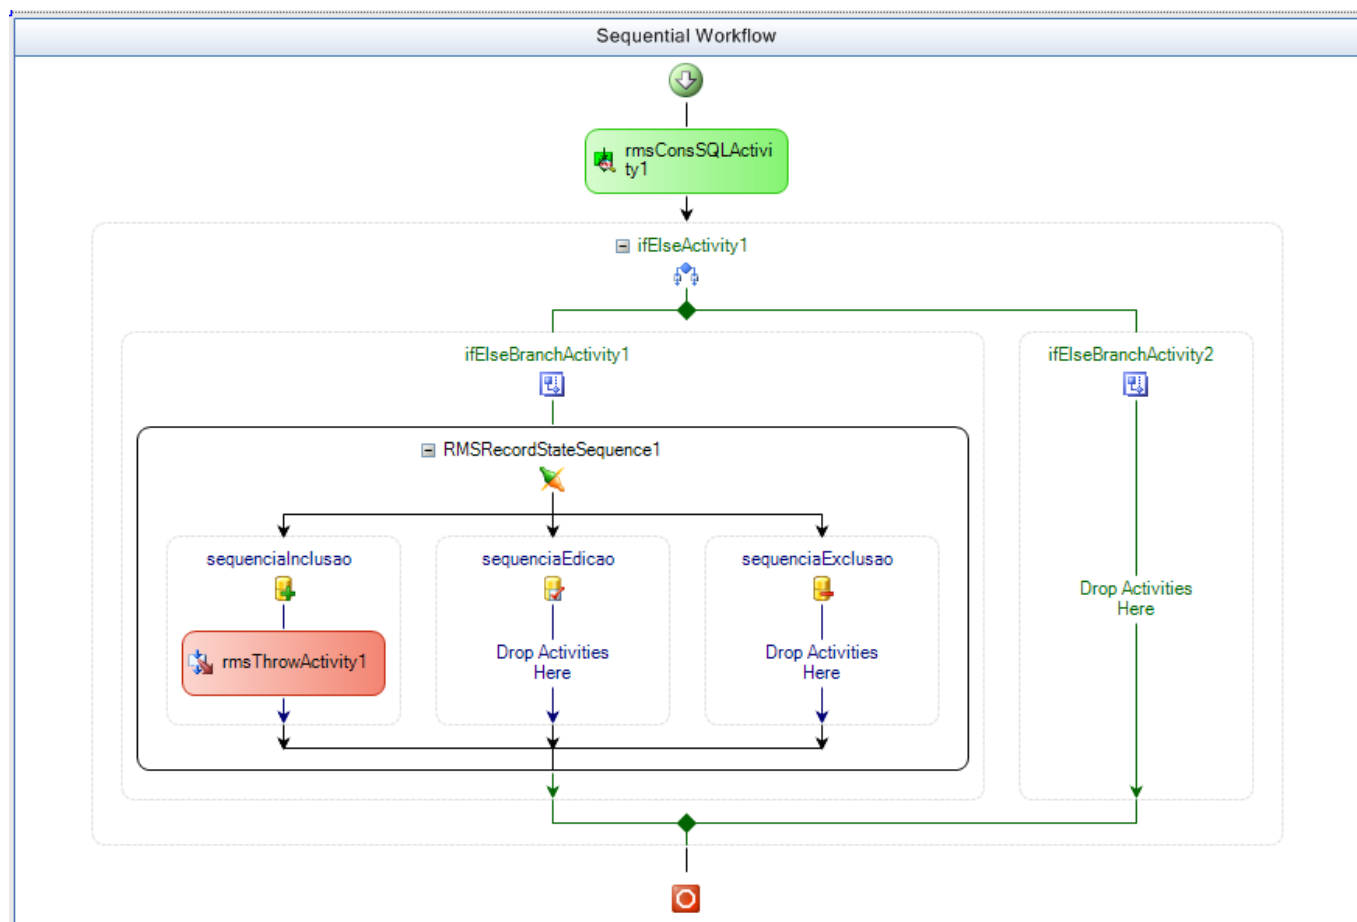 Sequential Workflow
rmsConsSQLActivi
ty1
ifElseActivity1
ifElseBranchActivity1
ifElseBranchActivity2
RMSRecordStateSequence1
sequenciaInclusao
sequenciaEdicao
sequenciaExclusao
Drop Activities
Here
rmsThrowActivity1
Drop Activities
Here
Drop Activities
Here